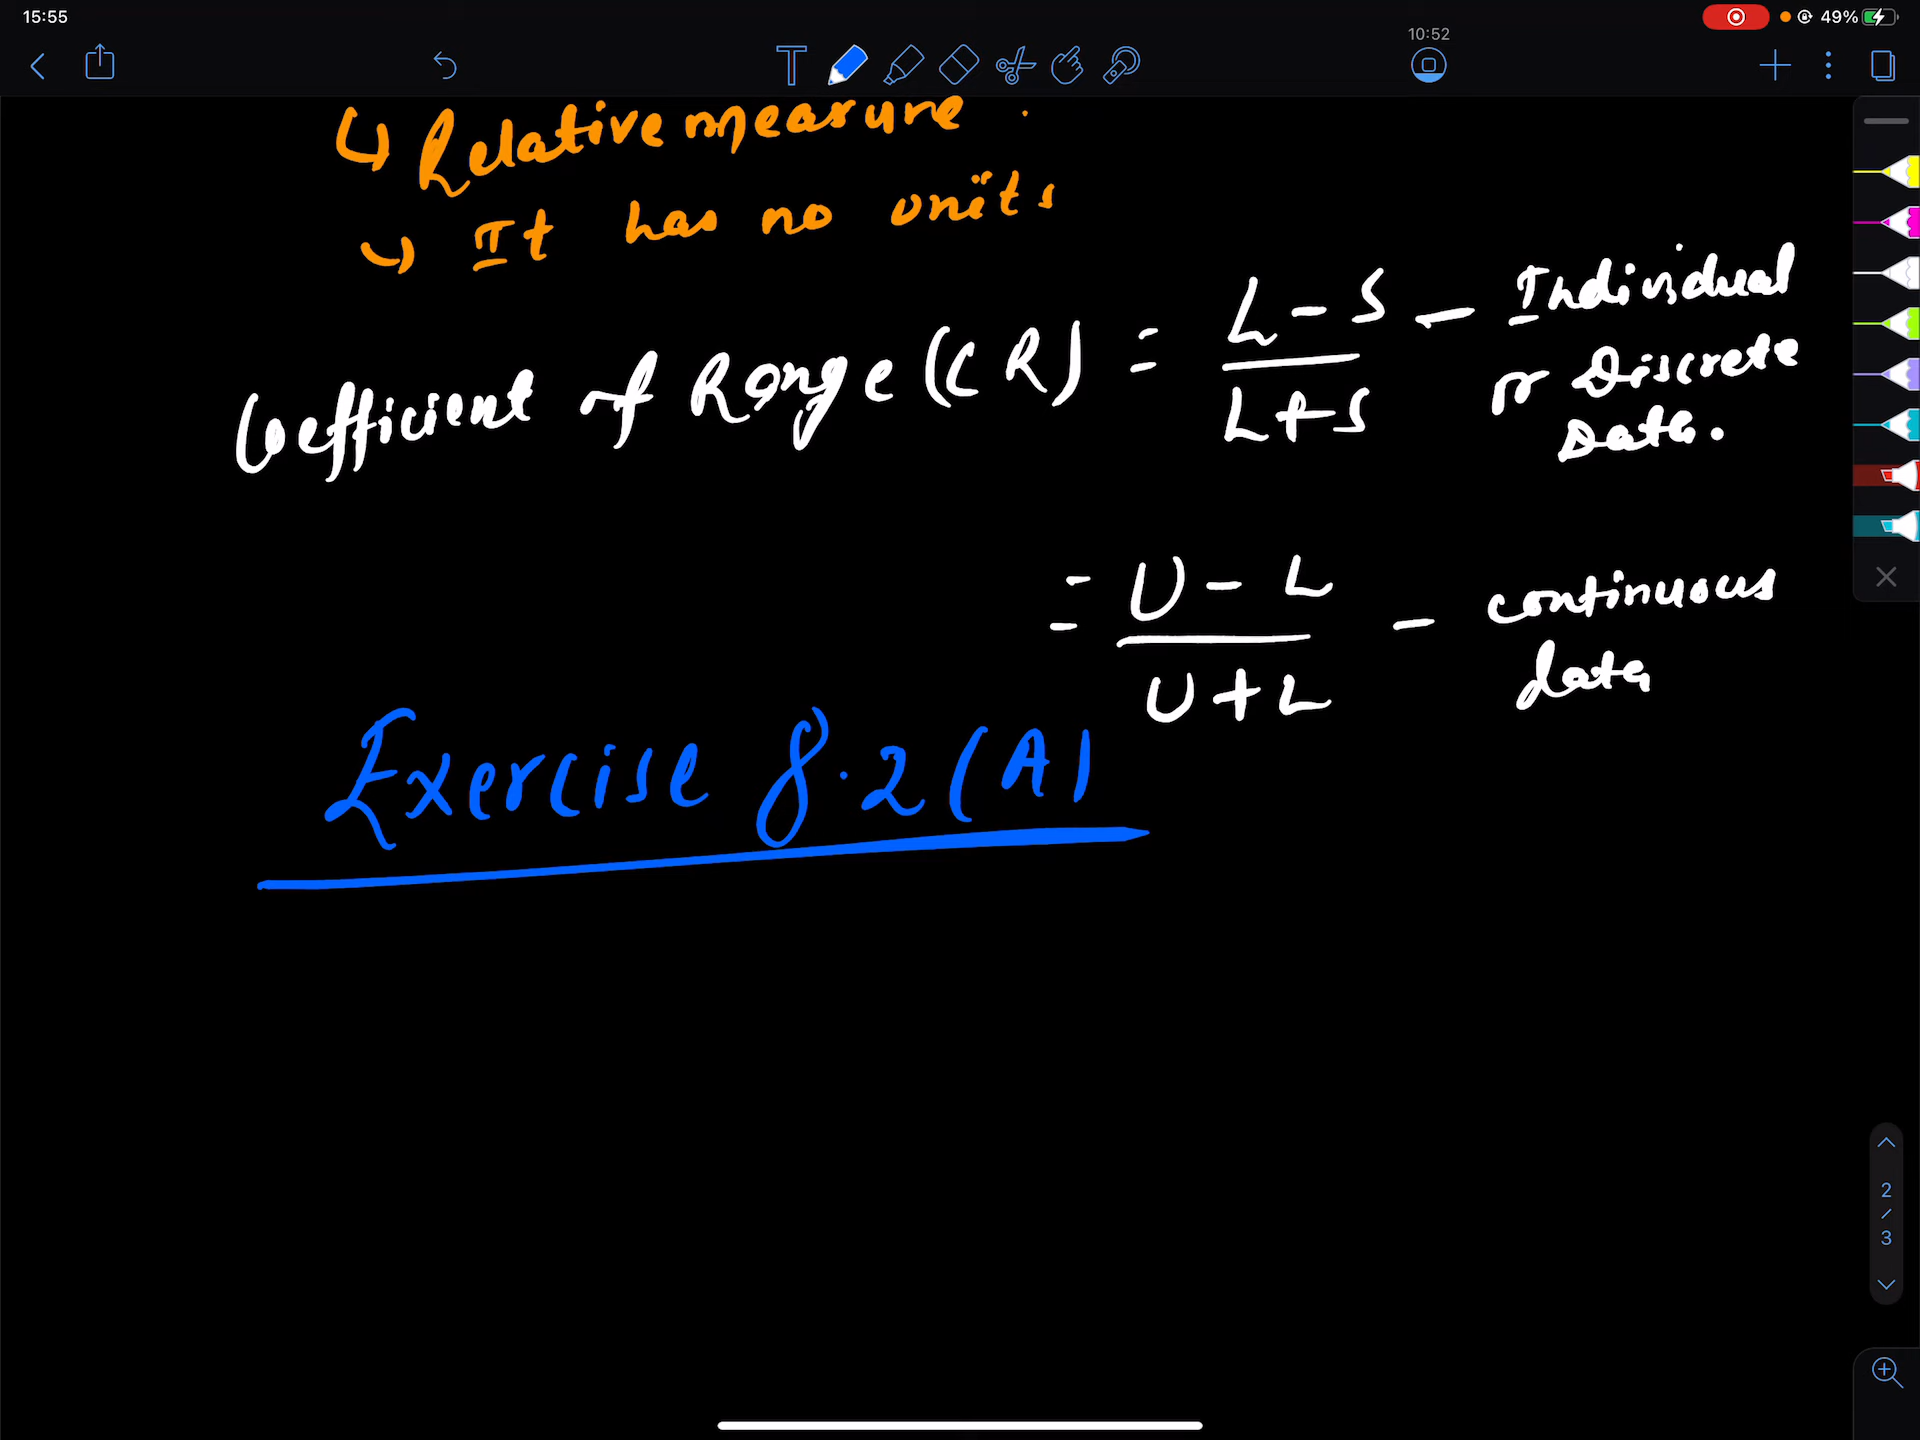 15:55
49%
10:52
↳ Relative measure.
↳ It has no units
Coefficient of Range (CR) = L - S / L + S - Individual or Discrete Data.
= U - L / U + L - continuous data
Exercise 8.2 (A)
2 / 3